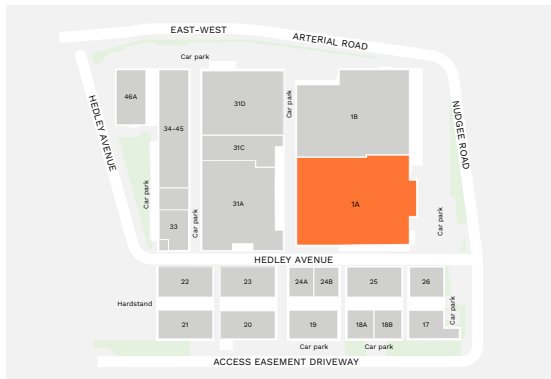 EAST-WEST
ARTERIAL ROAD
Car park
HEDLEY AVENUE
46A
34-45
31D
Car park
1B
NUDGEE ROAD
31C
Car park
33
Car park
31A
1A
Car park
HEDLEY AVENUE
22
23
24A
24B
25
26
Hardstand
Car park
21
20
19
18A
18B
17
Car park
Car park
ACCESS EASEMENT DRIVEWAY